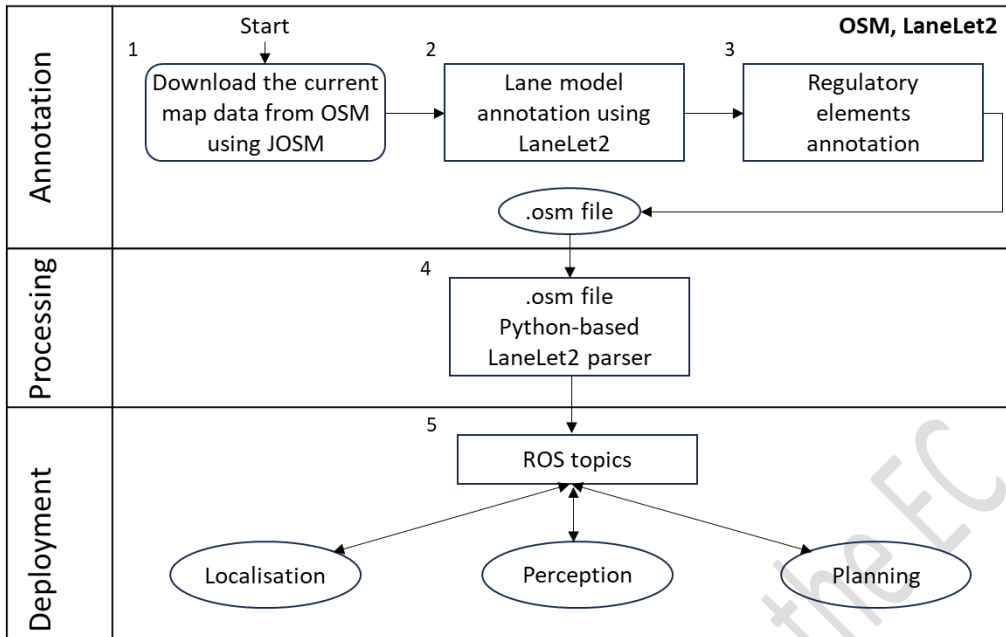 Start
OSM, LaneLet2
Annotation
1
Download the current
map data from OSM
using JOSM
2
Lane model
annotation using
LaneLet2
3
Regulatory
elements
annotation
.osm file
Processing
4
.osm file
Python-based
LaneLet2 parser
Deployment
5
ROS topics
Localisation
Perception
Planning
the EC